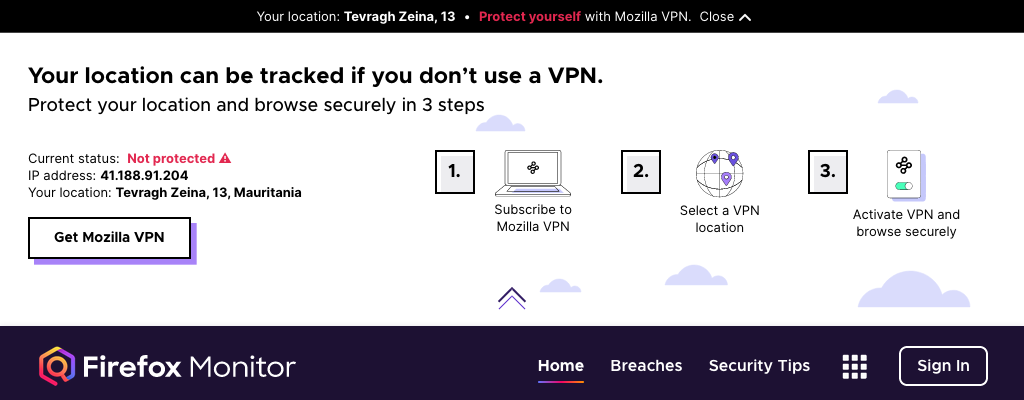 Your location: Tevragh Zeina, 13 • Protect yourself with Mozilla VPN. Close
Your location can be tracked if you don’t use a VPN.
Protect your location and browse securely in 3 steps
Current status: Not protected
IP address: 41.188.91.204
Your location: Tevragh Zeina, 13, Mauritania
Get Mozilla VPN
1.
Subscribe to
Mozilla VPN
2.
Select a VPN
location
3.
Activate VPN and
browse securely
Firefox Monitor
Home Breaches Security Tips Sign In